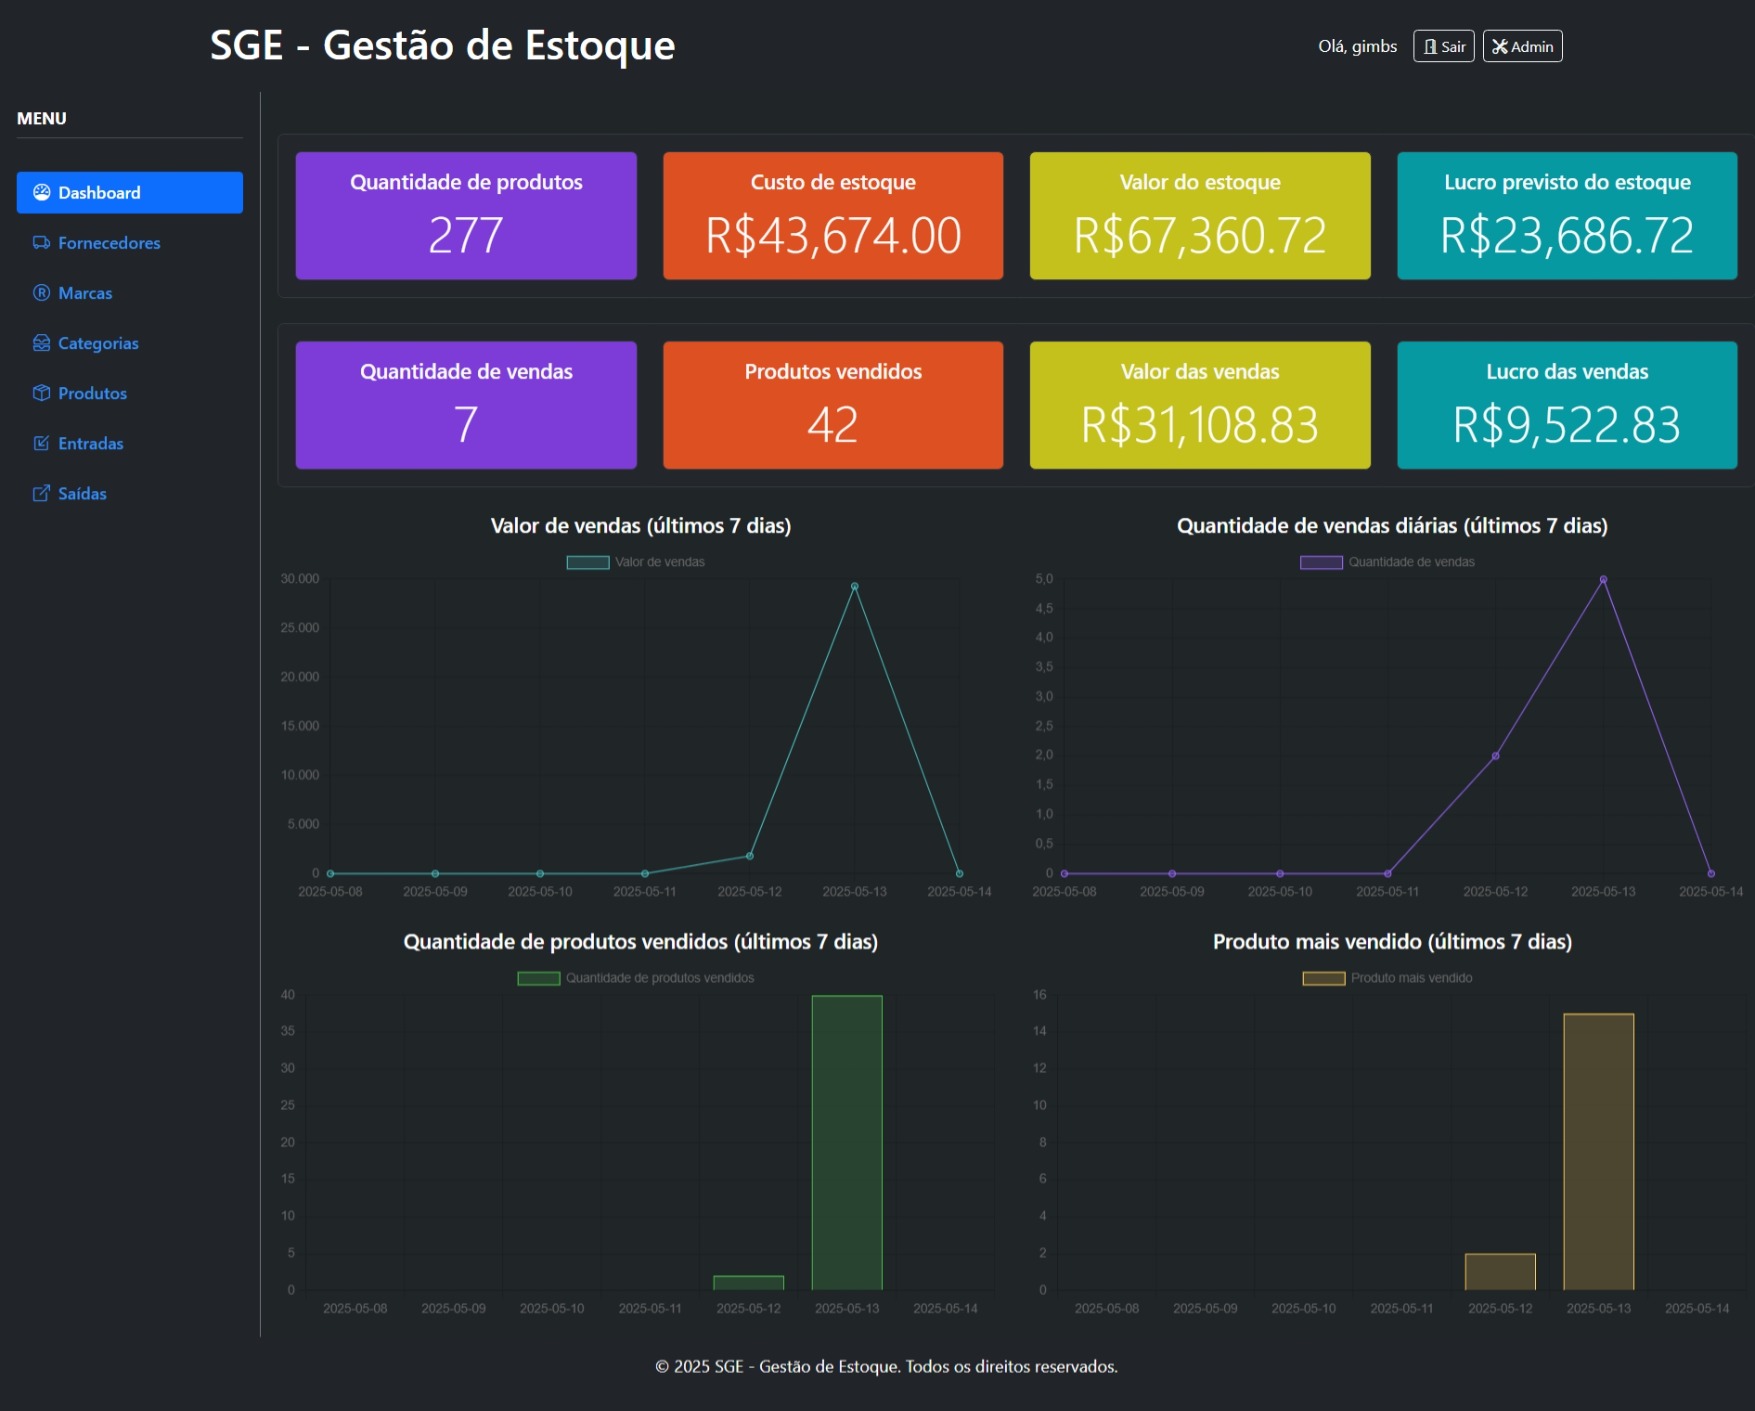 SGE - Gestão de Estoque
Olá, gimbs
Sair
Admin
MENU
Dashboard
Fornecedores
Marcas
Categorias
Produtos
Entradas
Saídas
Quantidade de produtos
277
Custo de estoque
R$43,674.00
Valor do estoque
R$67,360.72
Lucro previsto do estoque
R$23,686.72
Quantidade de vendas
7
Produtos vendidos
42
Valor das vendas
R$31,108.83
Lucro das vendas
R$9,522.83
Valor de vendas (últimos 7 dias)
Valor de vendas
30.000
25.000
20.000
15.000
10.000
5.000
0
2025-05-08 2025-05-09 2025-05-10 2025-05-11 2025-05-12 2025-05-13 2025-05-14
Quantidade de vendas diárias (últimos 7 dias)
Quantidade de vendas
5,0
4,5
4,0
3,5
3,0
2,5
2,0
1,5
1,0
0,5
0
2025-05-08 2025-05-09 2025-05-10 2025-05-11 2025-05-12 2025-05-13 2025-05-14
Quantidade de produtos vendidos (últimos 7 dias)
Quantidade de produtos vendidos
40
35
30
25
20
15
10
5
0
2025-05-08 2025-05-09 2025-05-10 2025-05-11 2025-05-12 2025-05-13 2025-05-14
Produto mais vendido (últimos 7 dias)
Produto mais vendido
16
14
12
10
8
6
4
2
0
2025-05-08 2025-05-09 2025-05-10 2025-05-11 2025-05-12 2025-05-13 2025-05-14
© 2025 SGE - Gestão de Estoque. Todos os direitos reservados.